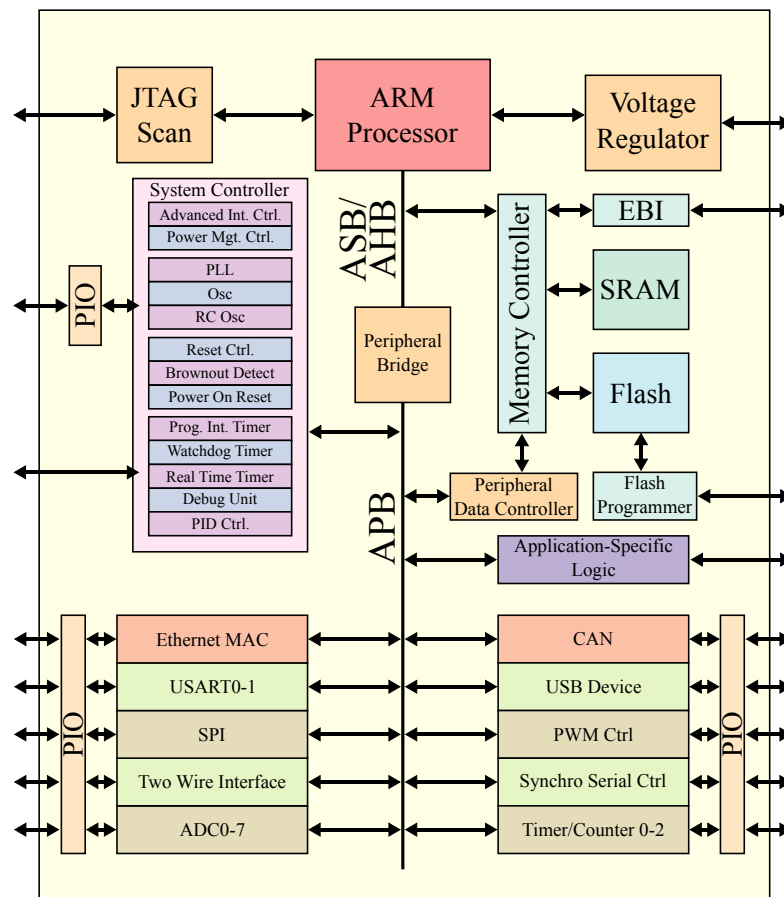 JTAG
Scan
ARM
Processor
Voltage
Regulator
System Controller
Advanced Int. Ctrl.
Power Mgt. Ctrl.
PLL
Osc
RC Osc
Reset Ctrl.
Brownout Detect
Power On Reset
Prog. Int. Timer
Watchdog Timer
Real Time Timer
Debug Unit
PID Ctrl.
PIO
ASB/
AHB
Peripheral
Bridge
APB
Memory Controller
EBI
SRAM
Flash
Peripheral
Data Controller
Flash
Programmer
Application-Specific
Logic
PIO
Ethernet MAC
USART0-1
SPI
Two Wire Interface
ADC0-7
CAN
USB Device
PWM Ctrl
Synchro Serial Ctrl
Timer/Counter 0-2
PIO